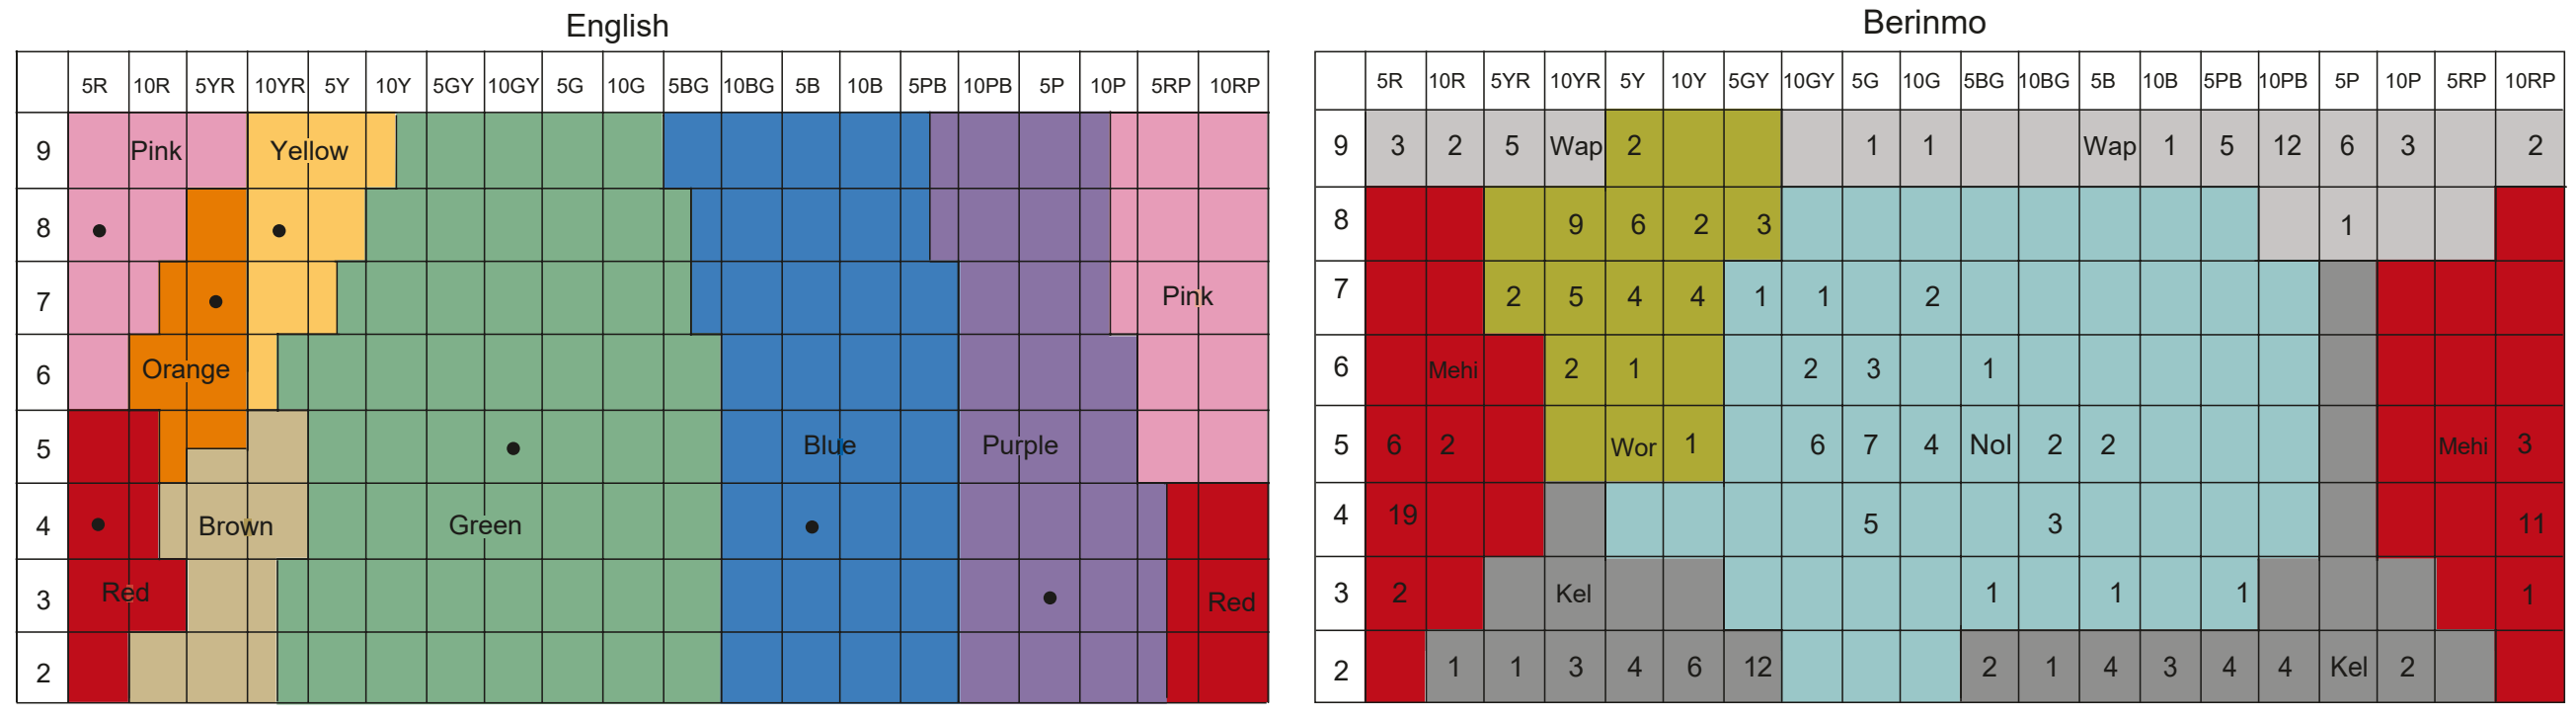 English
5R 10R 5YR 10YR 5Y 10Y 5GY 10GY 5G 10G 5BG 10BG 5B 10B 5PB 10PB 5P 10P 5RP 10RP
9 Pink Yellow
8
7 Pink
6 Orange
5 Blue Purple
4 Brown Green
3 Red Red
2
Berinmo
5R 10R 5YR 10YR 5Y 10Y 5GY 10GY 5G 10G 5BG 10BG 5B 10B 5PB 10PB 5P 10P 5RP 10RP
9 3 2 5 Wap 2 1 1 Wap 1 5 12 6 3 2
8 9 6 2 3 1
7 2 5 4 4 1 1 2
6 Mehi 2 1 2 3 1
5 6 2 Wor 1 6 7 4 Nol 2 2 Mehi 3
4 19 5 3 11
3 2 Kel 1 1 1 1
2 1 1 3 4 6 12 2 1 4 3 4 4 Kel 2